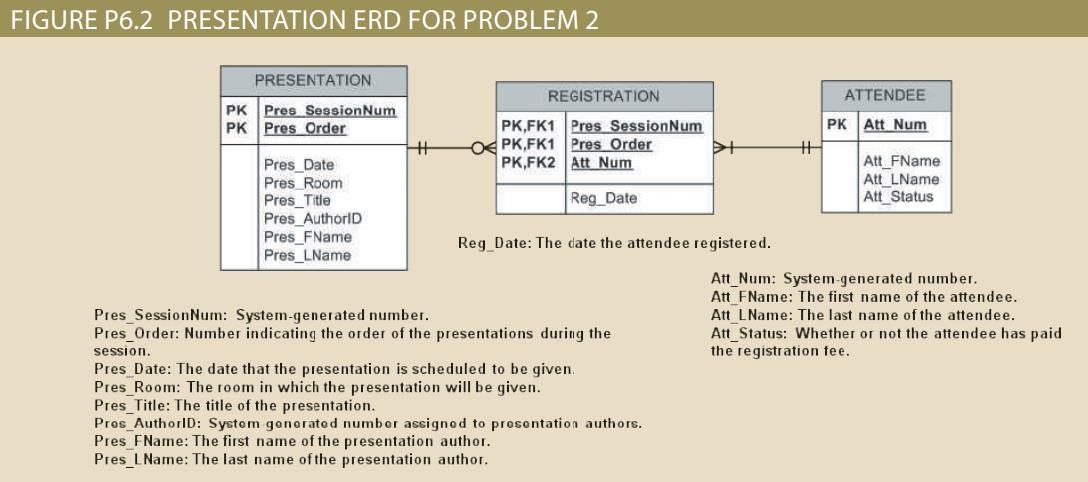 FIGURE P6.2 PRESENTATION ERD FOR PROBLEM 2
PRESENTATION
PK Pres_SessionNum
PK Pres_Order
Pres_Date
Pres_Room
Pres_Title
Pres_AuthorID
Pres_FName
Pres_LName
REGISTRATION
PK,FK1 Pres_SessionNum
PK,FK1 Pres_Order
PK,FK2 Att_Num
Reg_Date
ATTENDEE
PK Att_Num
Att_FName
Att_LName
Att_Status
Reg_Date: The date the attendee registered.
Att_Num: System-generated number.
Att_FName: The first name of the attendee.
Att_LName: The last name of the attendee.
Att_Status: Whether or not the attendee has paid
the registration fee.
Pres_SessionNum: System-generated number.
Pres_Order: Number indicating the order of the presentations during the
session.
Pres_Date: The date that the presentation is scheduled to be given.
Pres_Room: The room in which the presentation will be given.
Pres_Title: The title of the presentation.
Pres_AuthorID: System-generated number assigned to presentation authors.
Pres_FName: The first name of the presentation author.
Pres_LName: The last name of the presentation author.